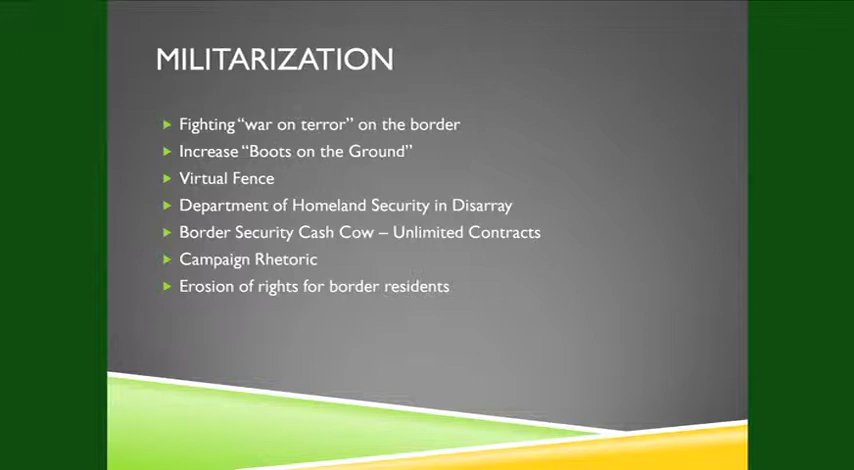 MILITARIZATION
Fighting “war on terror” on the border
Increase “Boots on the Ground”
Virtual Fence
Department of Homeland Security in Disarray
Border Security Cash Cow – Unlimited Contracts
Campaign Rhetoric
Erosion of rights for border residents